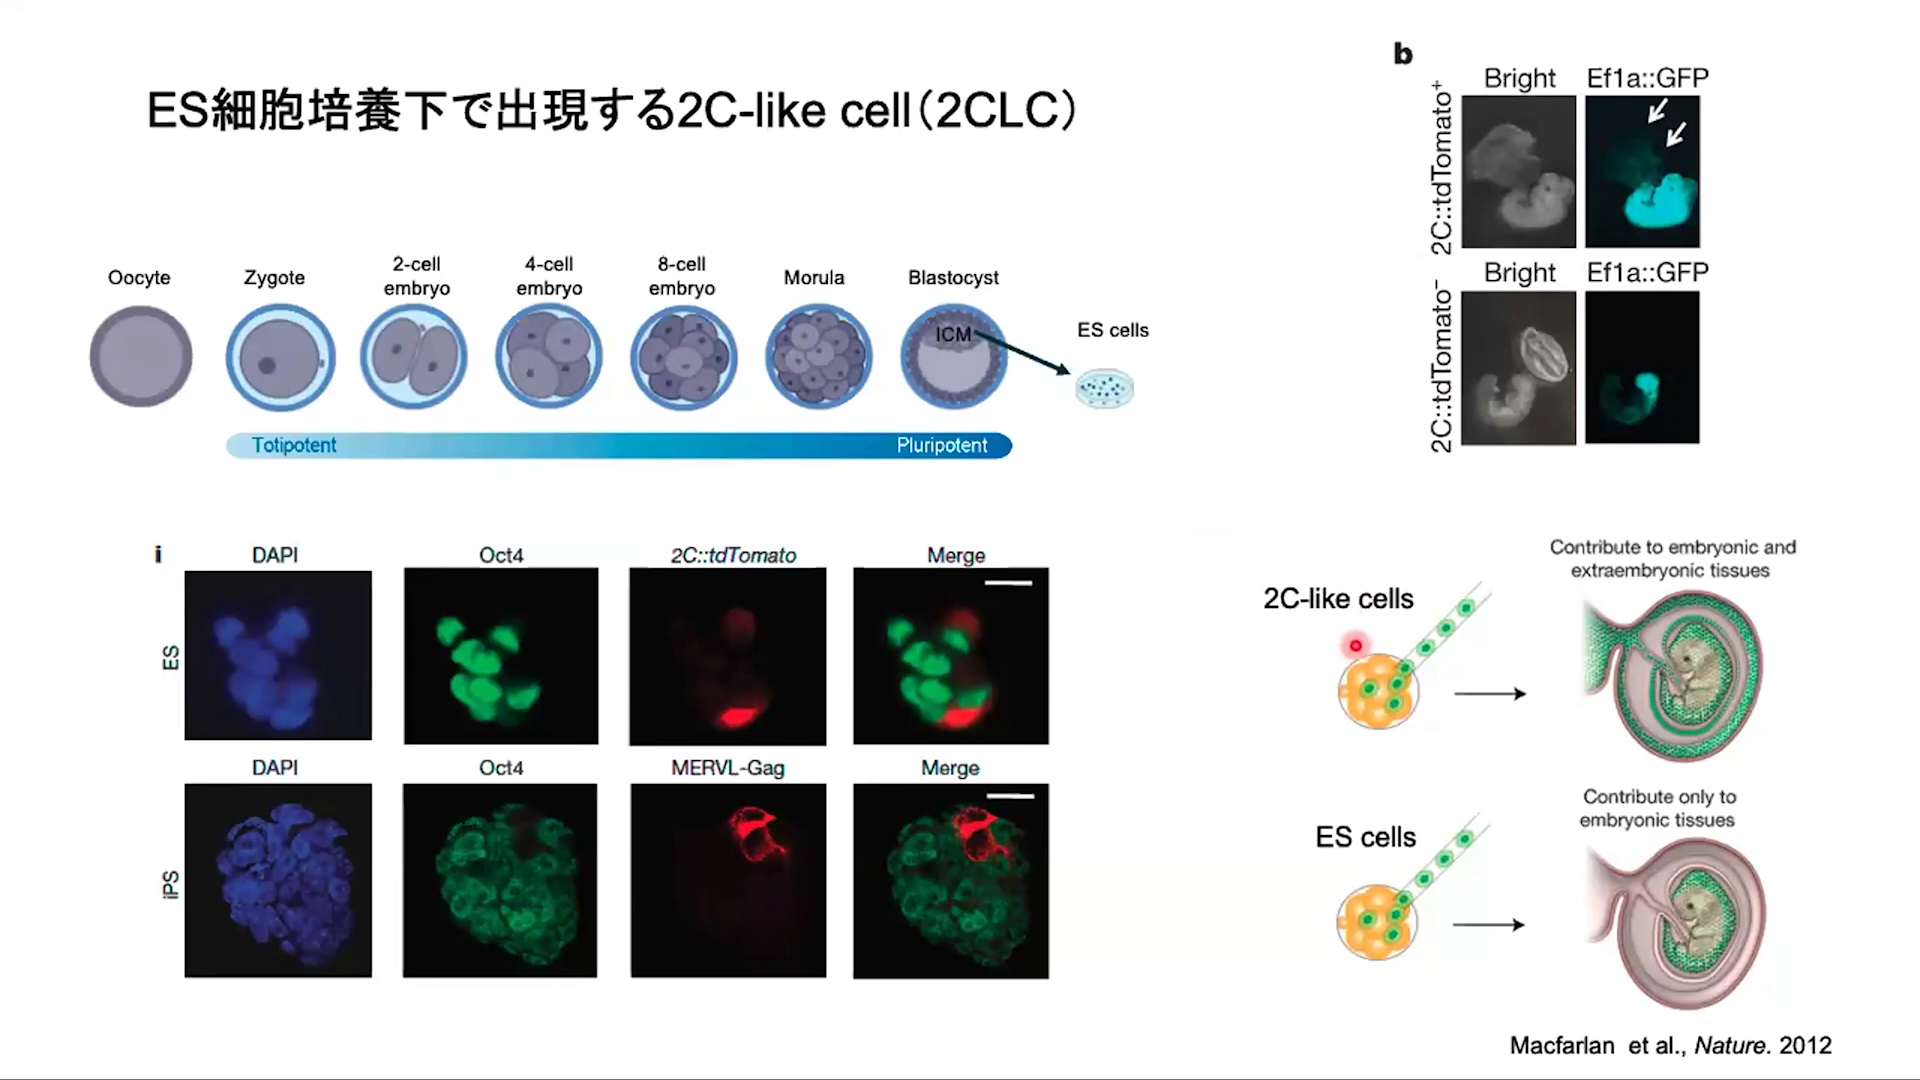 ES細胞培養下で出現する2C-like cell（2CLC）
Oocyte
Zygote
2-cell
embryo
4-cell
embryo
8-cell
embryo
Morula
Blastocyst
ICM
ES cells
Totipotent
Pluripotent
b
Bright
Ef1a::GFP
2C::tdTomato⁺
Bright
Ef1a::GFP
2C::tdTomato⁻
i
DAPI
Oct4
2C::tdTomato
Merge
ES
DAPI
Oct4
MERVL-Gag
Merge
iPS
2C-like cells
Contribute to embryonic and
extraembryonic tissues
ES cells
Contribute only to
embryonic tissues
Macfarlan et al., Nature. 2012